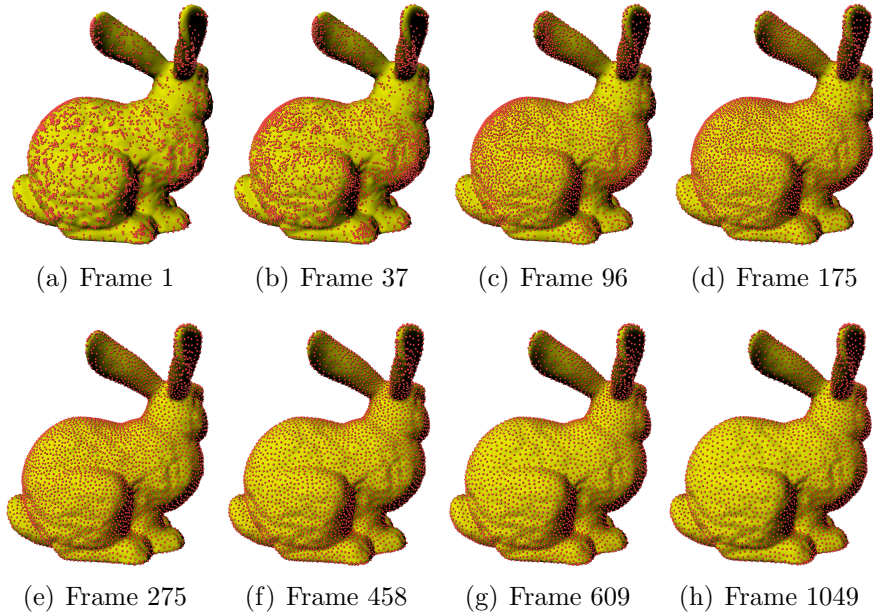 (a) Frame 1
(b) Frame 37
(c) Frame 96
(d) Frame 175
(e) Frame 275
(f) Frame 458
(g) Frame 609
(h) Frame 1049